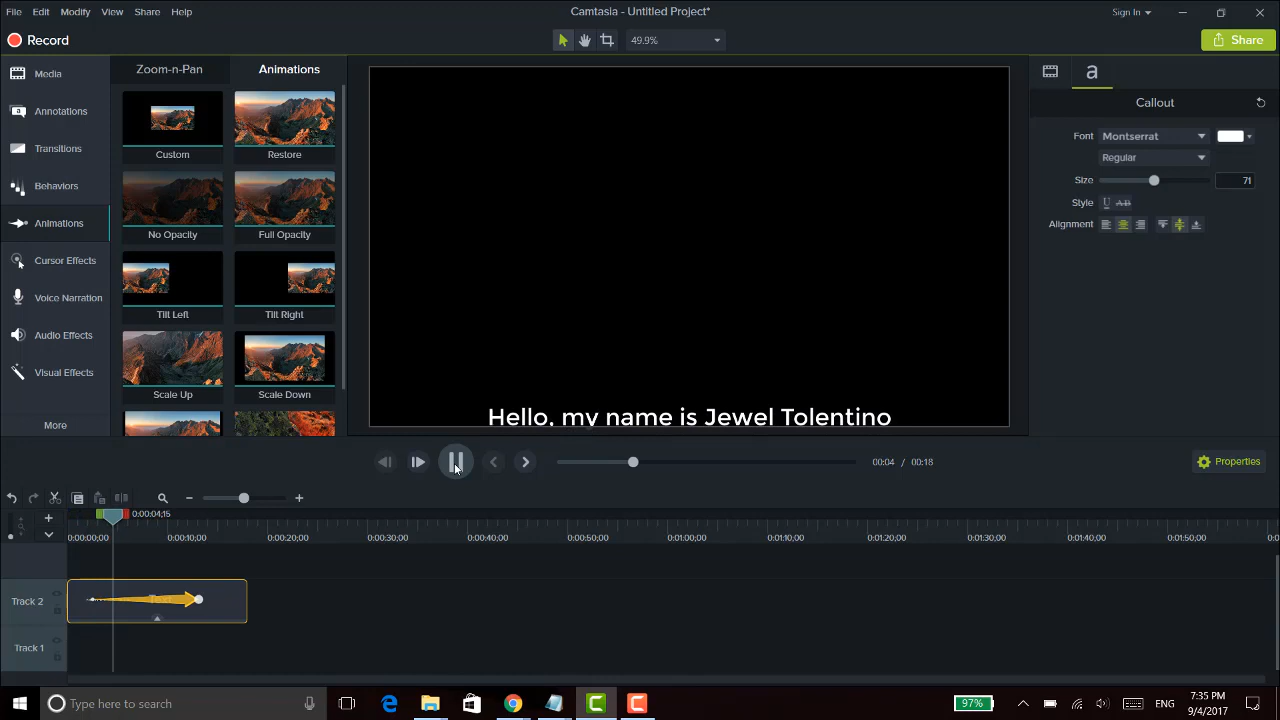 File Edit Modify View Share Help Camtasia - Untitled Project* Sign In
Record 49.9% Share
Media
Annotations
Transitions
Behaviors
Animations
Cursor Effects
Voice Narration
Audio Effects
Visual Effects
More
Zoom-n-Pan Animations
Custom Restore
No Opacity Full Opacity
Tilt Left Tilt Right
Scale Up Scale Down
Hello, my name is Jewel Tolentino
a
Callout
Font Montserrat
Regular
Size 71
Style U AB
Alignment
00:04 / 00:18 Properties
0:00:04;15
0:00:00;00 0:00:10;00 0:00:20;00 0:00:30;00 0:00:40;00 0:00:50;00 0:01:00;00 0:01:10;00 0:01:20;00 0:01:30;00 0:01:40;00 0:01:50;00
Track 2
Track 1
Type here to search 97% ENG 7:35 PM
9/4/2017